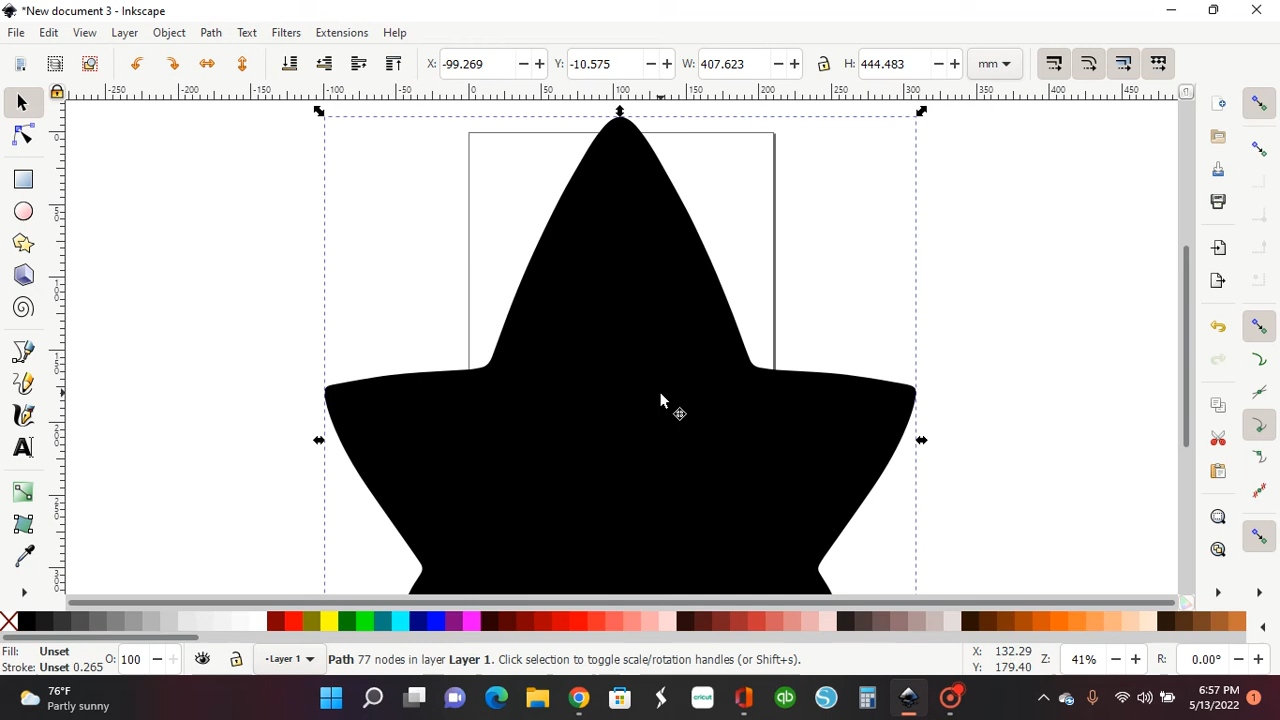 *New document 3 - Inkscape
File Edit View Layer Object Path Text Filters Extensions Help
X: -99.269 Y: -10.575 W: 407.623 H: 444.483 mm
-250 -200 -150 -100 -50 0 50 100 150 200 250 300 350 400 450
Fill: Unset
Stroke: Unset 0.265
O: 100
-Layer 1
Path 77 nodes in layer Layer 1. Click selection to toggle scale/rotation handles (or Shift+s).
X: 132.29
Y: 179.40
Z: 41%
R: 0.00°
76°F
Partly sunny
cricut
qb
6:57 PM
5/13/2022
1